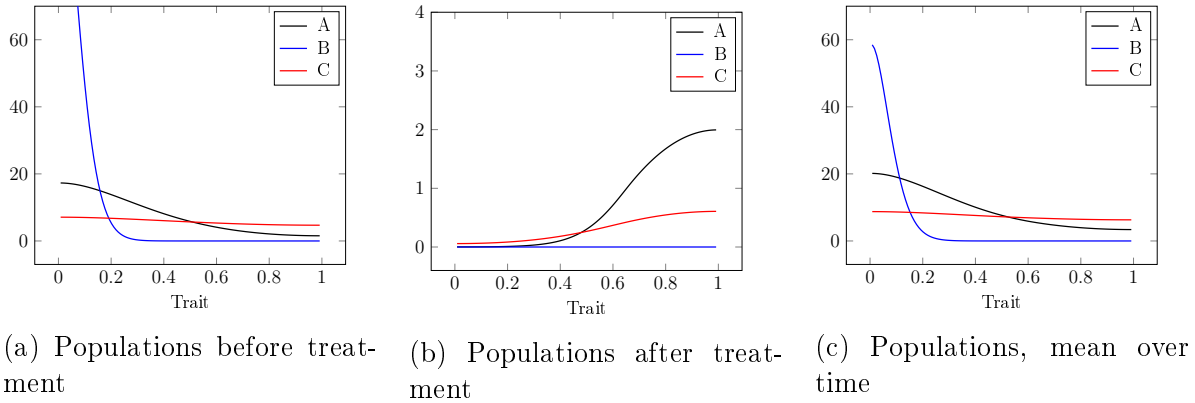 60
40
20
0
0
0.2
0.4
0.6
0.8
1
Trait
A
B
C
(a) Populations before treat-
ment
4
3
2
1
0
0
0.2
0.4
0.6
0.8
1
Trait
A
B
C
(b) Populations after treat-
ment
60
40
20
0
0
0.2
0.4
0.6
0.8
1
Trait
A
B
C
(c) Populations, mean over
time